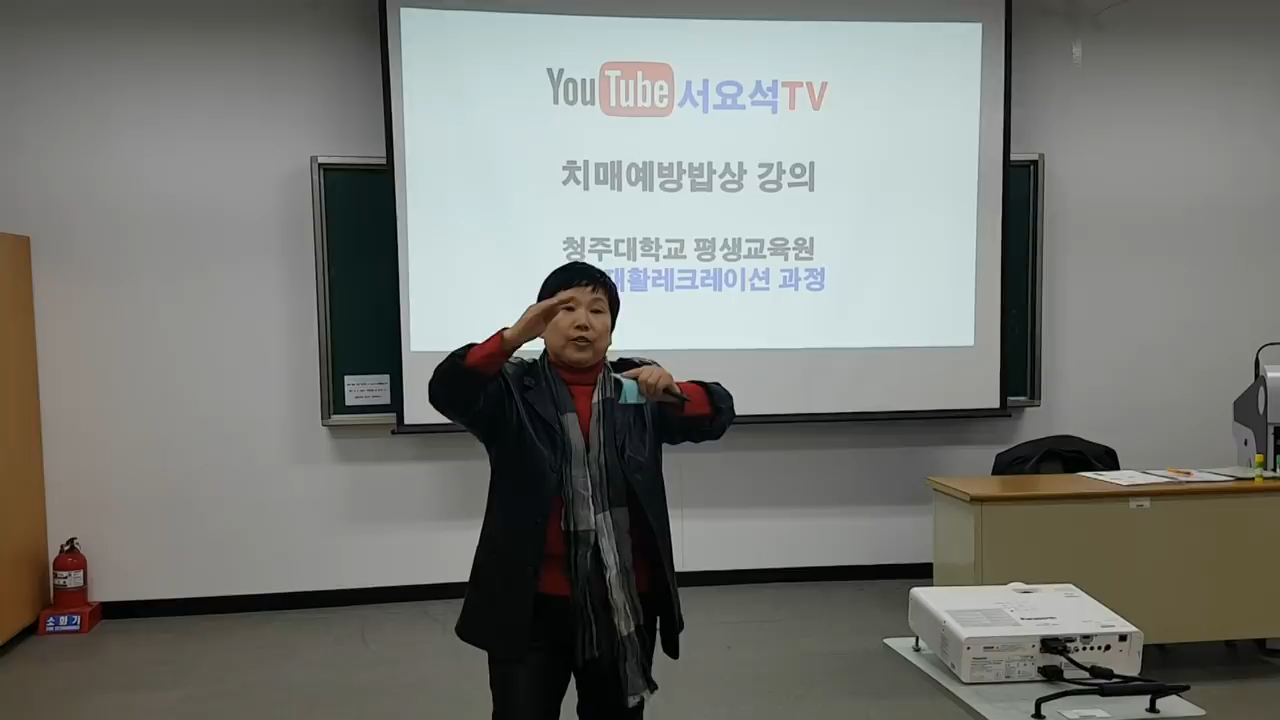 YouTube 서요석TV
치매예방밥상 강의
청주대학교 평생교육원
재활레크레이션 과정
소화기
Panasonic